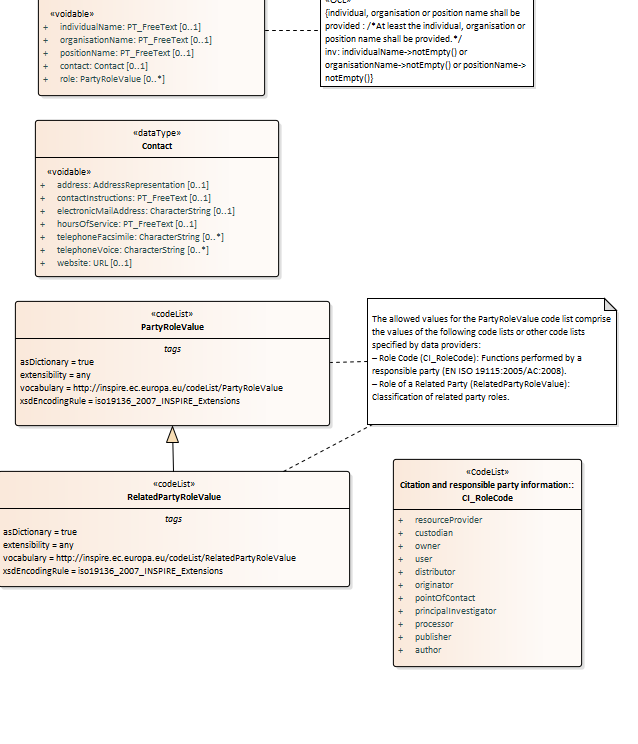 «voidable»
+ individualName: PT_FreeText [0..1]
+ organisationName: PT_FreeText [0..1]
+ positionName: PT_FreeText [0..1]
+ contact: Contact [0..1]
+ role: PartyRoleValue [0..*]
«OCL»
{individual, organisation or position name shall be
provided : /*At least the individual, organisation or
position name shall be provided.*/
inv: individualName->notEmpty() or
organisationName->notEmpty() or positionName->
notEmpty()}
«dataType»
Contact
«voidable»
+ address: AddressRepresentation [0..1]
+ contactInstructions: PT_FreeText [0..1]
+ electronicMailAddress: CharacterString [0..1]
+ hoursOfService: PT_FreeText [0..1]
+ telephoneFacsimile: CharacterString [0..*]
+ telephoneVoice: CharacterString [0..*]
+ website: URL [0..1]
«codeList»
PartyRoleValue
tags
asDictionary = true
extensibility = any
vocabulary = http://inspire.ec.europa.eu/codeList/PartyRoleValue
xsdEncodingRule = iso19136_2007_INSPIRE_Extensions
The allowed values for the PartyRoleValue code list comprise
the values of the following code lists or other code lists
specified by data providers:
– Role Code (CI_RoleCode): Functions performed by a
responsible party (EN ISO 19115:2005/AC:2008).
– Role of a Related Party (RelatedPartyRoleValue):
Classification of related party roles.
«codeList»
RelatedPartyRoleValue
tags
asDictionary = true
extensibility = any
vocabulary = http://inspire.ec.europa.eu/codeList/RelatedPartyRoleValue
xsdEncodingRule = iso19136_2007_INSPIRE_Extensions
«CodeList»
Citation and responsible party information::
CI_RoleCode
+ resourceProvider
+ custodian
+ owner
+ user
+ distributor
+ originator
+ pointOfContact
+ principalInvestigator
+ processor
+ publisher
+ author